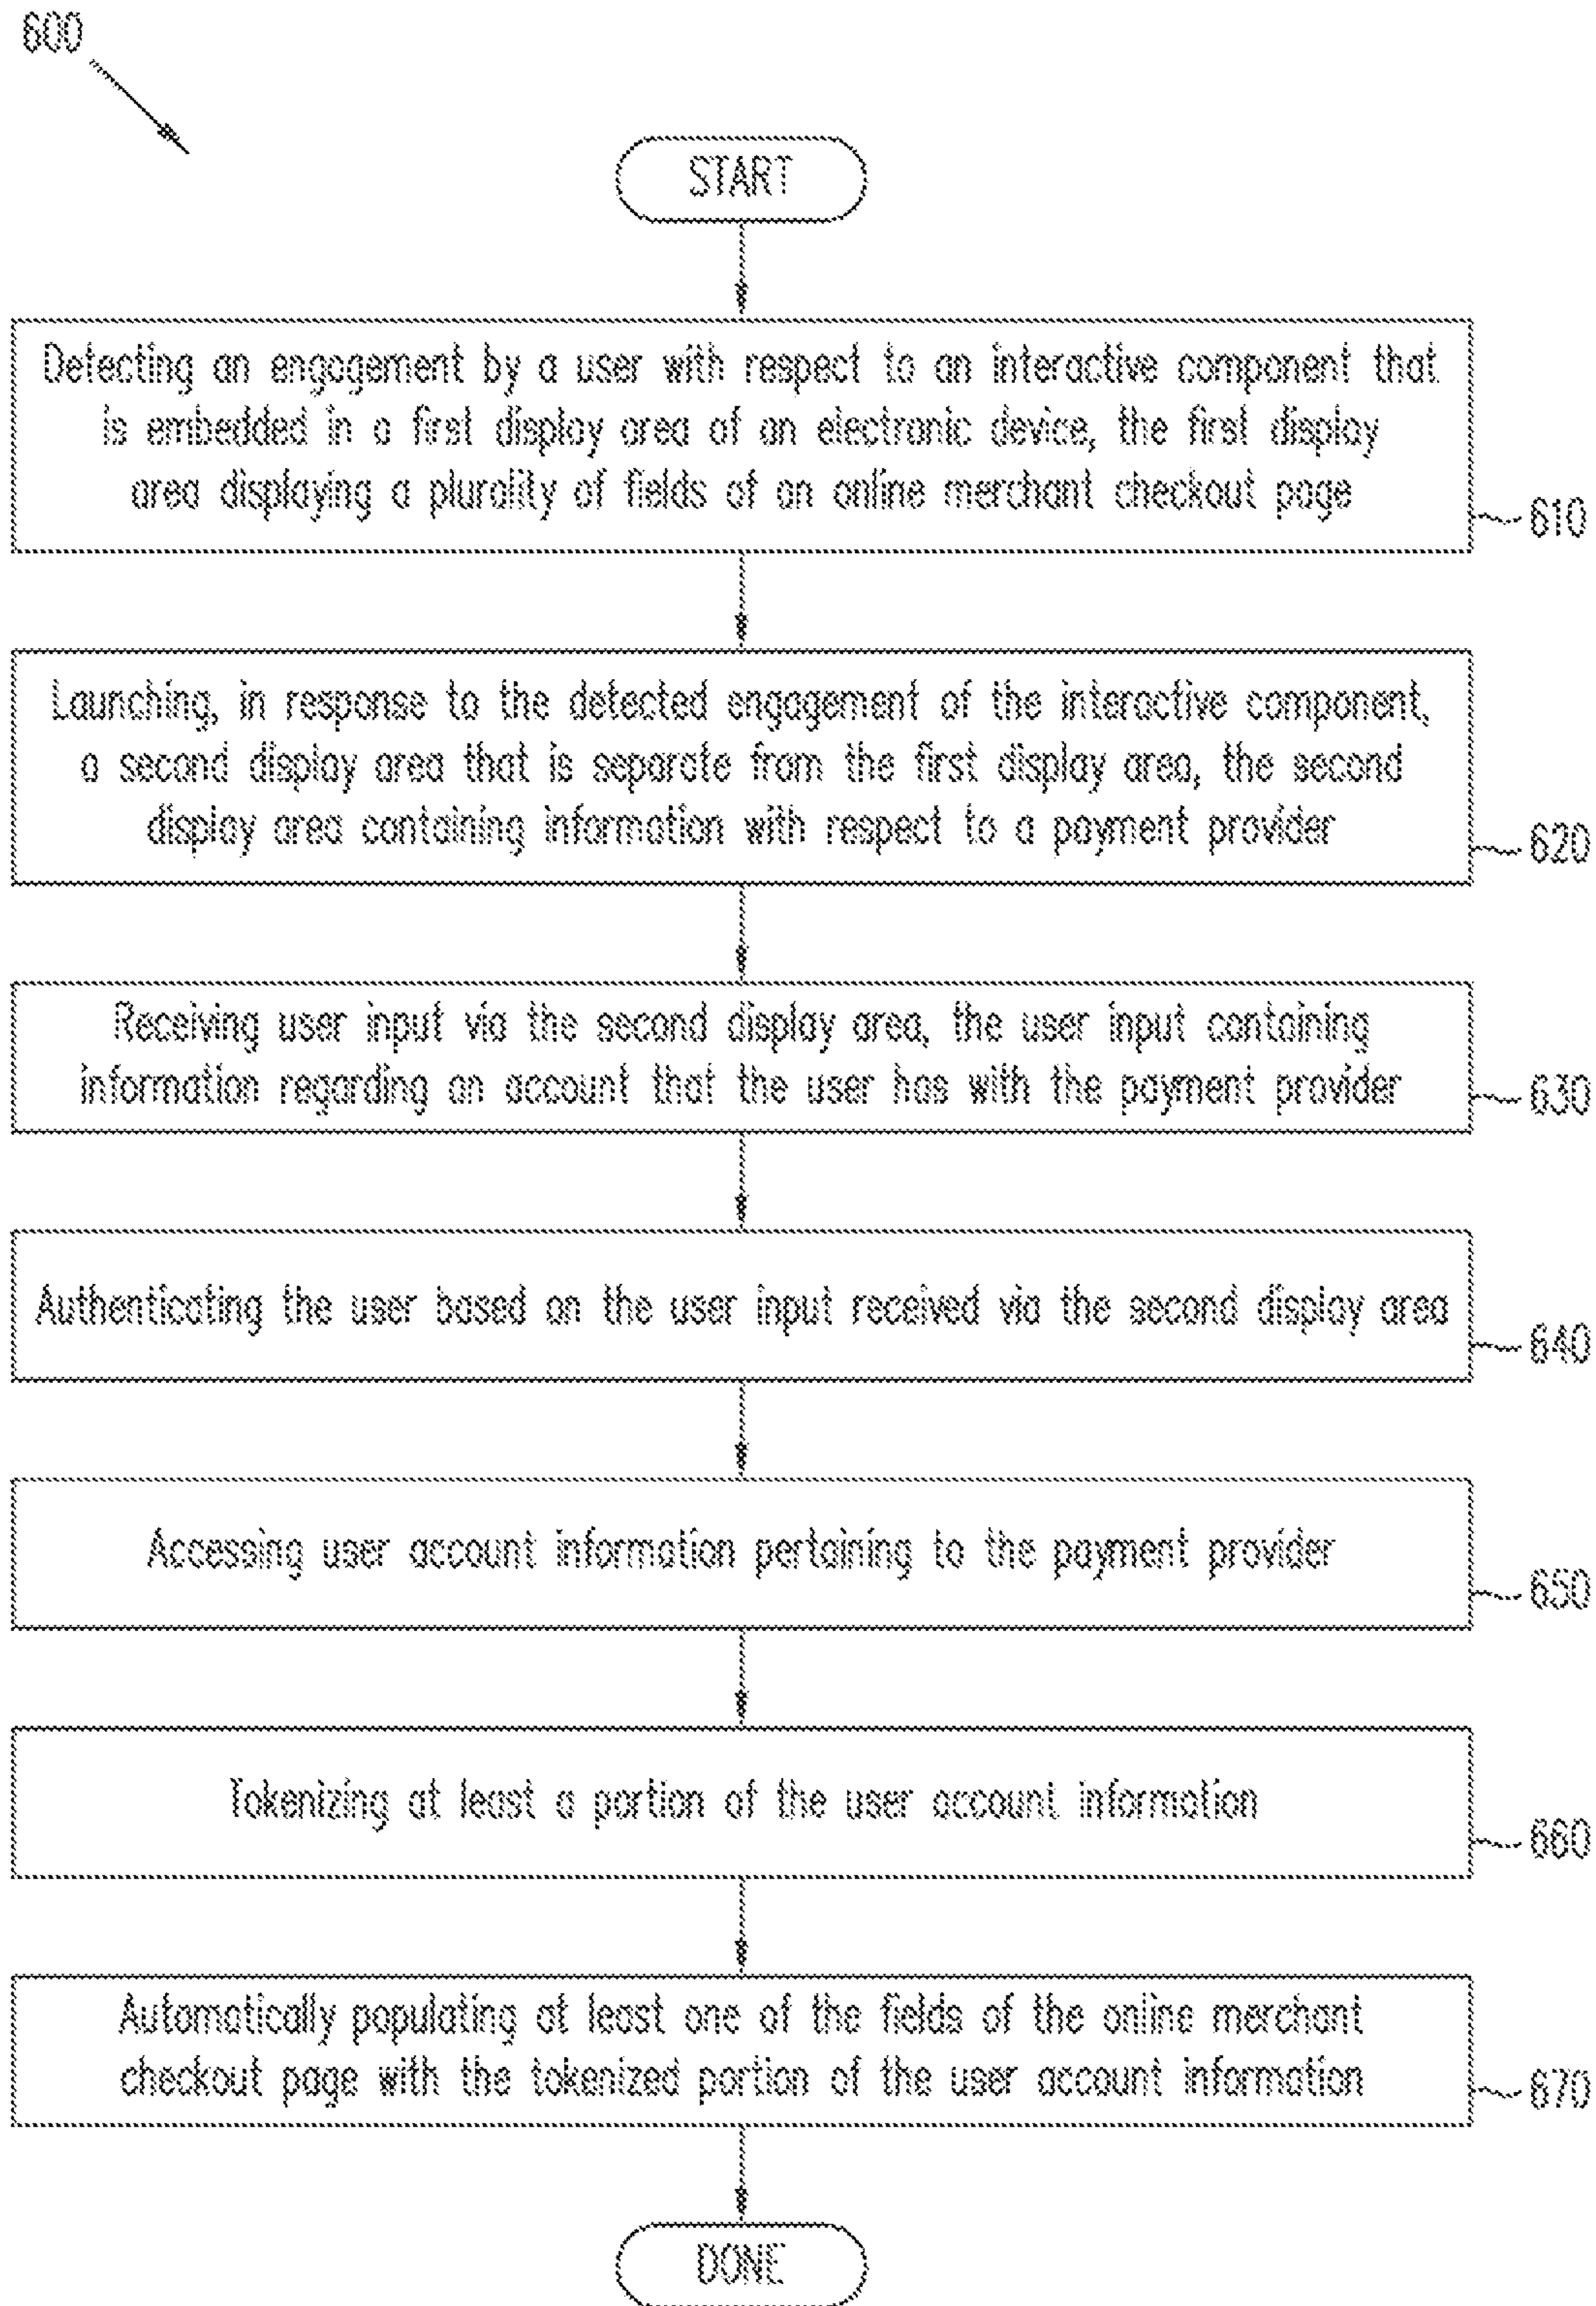 600
START
Detecting an engagement by a user with respect to an interactive component that
is embedded in a first display area of an electronic device, the first display
area displaying a plurality of fields of an online merchant checkout page
610
Launching, in response to the detected engagement of the interactive component,
a second display area that is separate from the first display area, the second
display area containing information with respect to a payment provider
620
Receiving user input via the second display area, the user input containing
information regarding an account that the user has with the payment provider
630
Authenticating the user based on the user input received via the second display area
640
Accessing user account information pertaining to the payment provider
650
Tokenizing at least a portion of the user account information
660
Automatically populating at least one of the fields of the online merchant
checkout page with the tokenized portion of the user account information
670
DONE